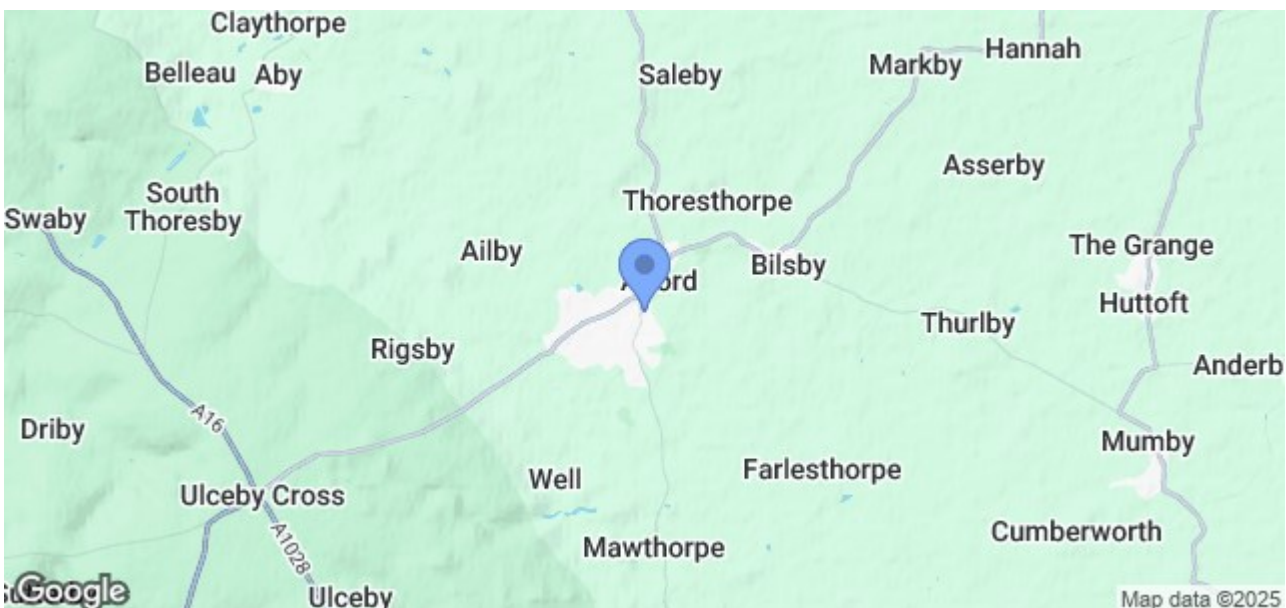 Claythorpe
Hannah
Markby
Belleau
Aby
Saleby
Asserby
South
Thoresby
Thoresthorpe
Swaby
Ailby
Bilsby
The Grange
Huttoft
Thurlby
Rigsby
Anderb
A16
Driby
Mumby
Well
Farlesthorpe
Ulceby Cross
A1028
Cumberworth
Mawthorpe
Ulceby
Google
Map data ©2025